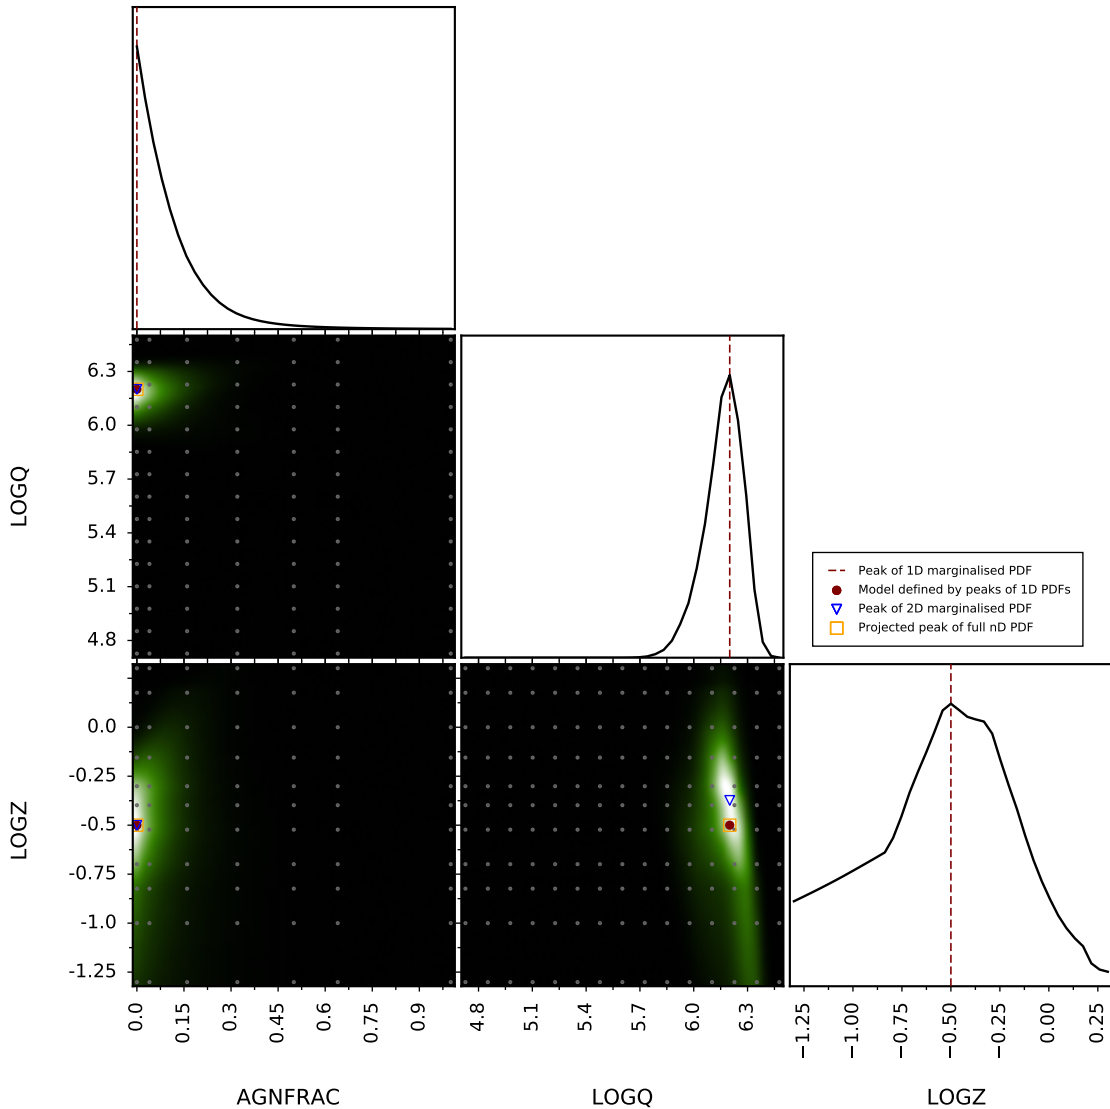 6.3
6.0
5.7
5.4
5.1
4.8
LOGQ
Peak of 1D marginalised PDF
Model defined by peaks of 1D PDFs
Peak of 2D marginalised PDF
Projected peak of full nD PDF
0.0
-0.25
-0.5
-0.75
-1.0
-1.25
LOGZ
0.0 0.15 0.3 0.45 0.6 0.75 0.9
4.8 5.1 5.4 5.7 6.0 6.3
−1.25 −1.00 −0.75 −0.50 −0.25 0.00 0.25
AGNFRAC LOGQ LOGZ